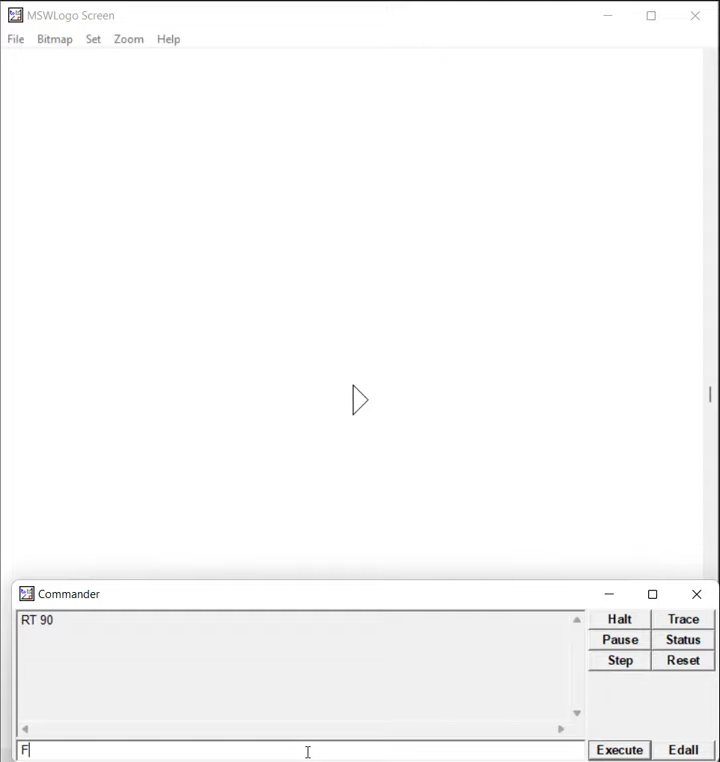 MSWLogo Screen
File Bitmap Set Zoom Help
Commander
RT 90
Halt Trace
Pause Status
Step Reset
F
Execute Edall